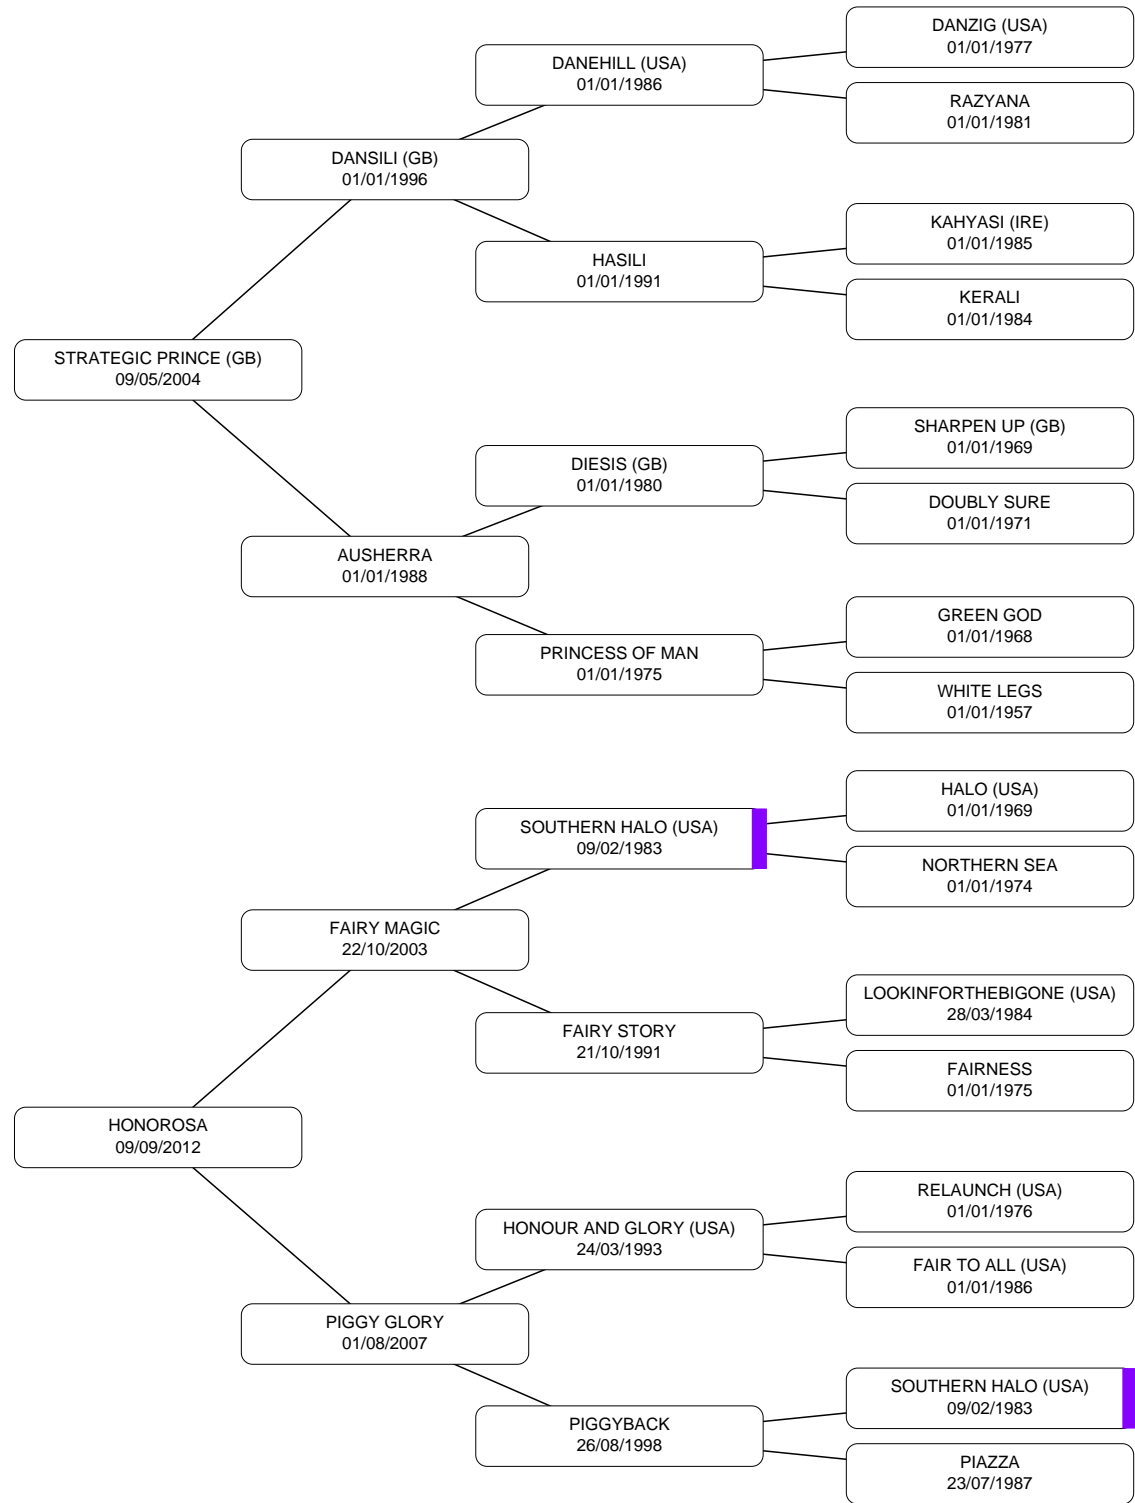 DANZIG (USA)
01/01/1977
DANEHILL (USA)
01/01/1986
RAZYANA
01/01/1981
DANSILI (GB)
01/01/1996
KAHYASI (IRE)
01/01/1985
HASILI
01/01/1991
KERALI
01/01/1984
STRATEGIC PRINCE (GB)
09/05/2004
SHARPEN UP (GB)
01/01/1969
DIESIS (GB)
01/01/1980
DOUBLY SURE
01/01/1971
AUSHERRA
01/01/1988
GREEN GOD
01/01/1968
PRINCESS OF MAN
01/01/1975
WHITE LEGS
01/01/1957
HALO (USA)
01/01/1969
SOUTHERN HALO (USA)
09/02/1983
NORTHERN SEA
01/01/1974
FAIRY MAGIC
22/10/2003
LOOKINFORTHEBIGONE (USA)
28/03/1984
FAIRY STORY
21/10/1991
FAIRNESS
01/01/1975
HONOROSA
09/09/2012
RELAUNCH (USA)
01/01/1976
HONOUR AND GLORY (USA)
24/03/1993
FAIR TO ALL (USA)
01/01/1986
PIGGY GLORY
01/08/2007
SOUTHERN HALO (USA)
09/02/1983
PIGGYBACK
26/08/1998
PIAZZA
23/07/1987